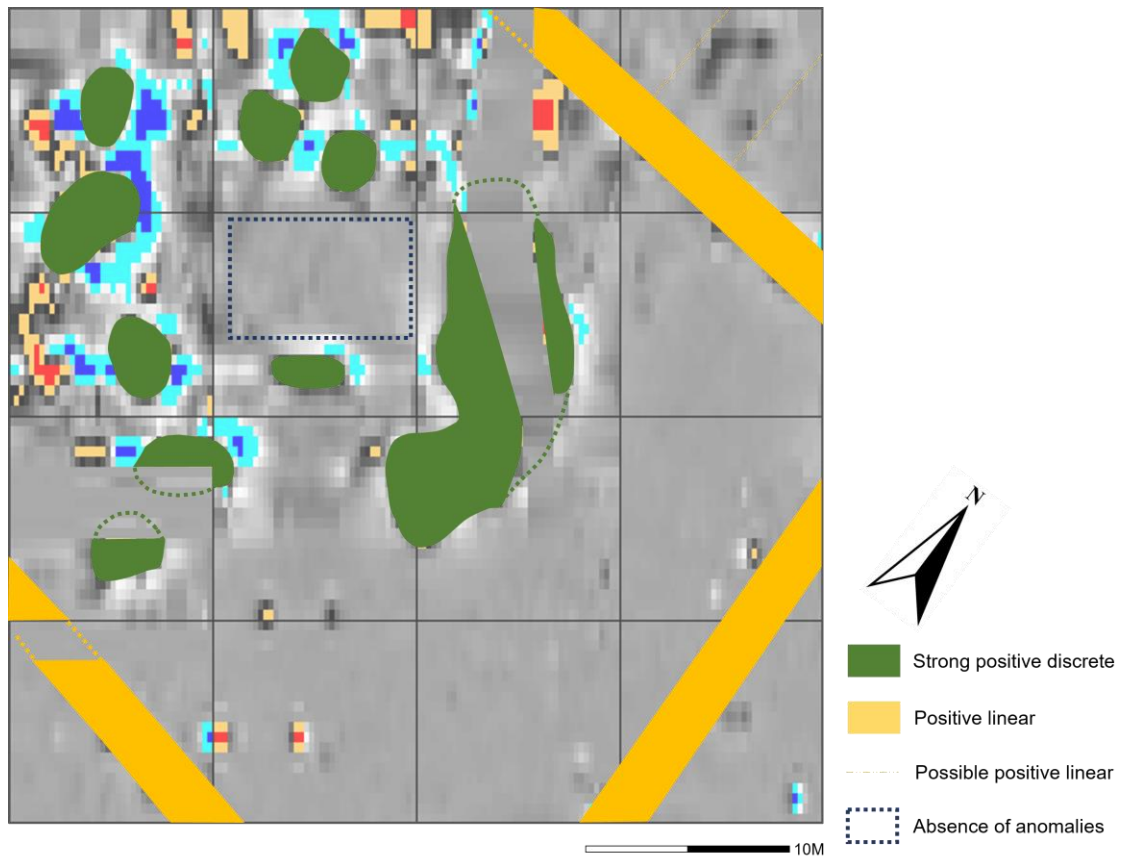 N
Strong positive discrete
Positive linear
Possible positive linear
Absence of anomalies
10M